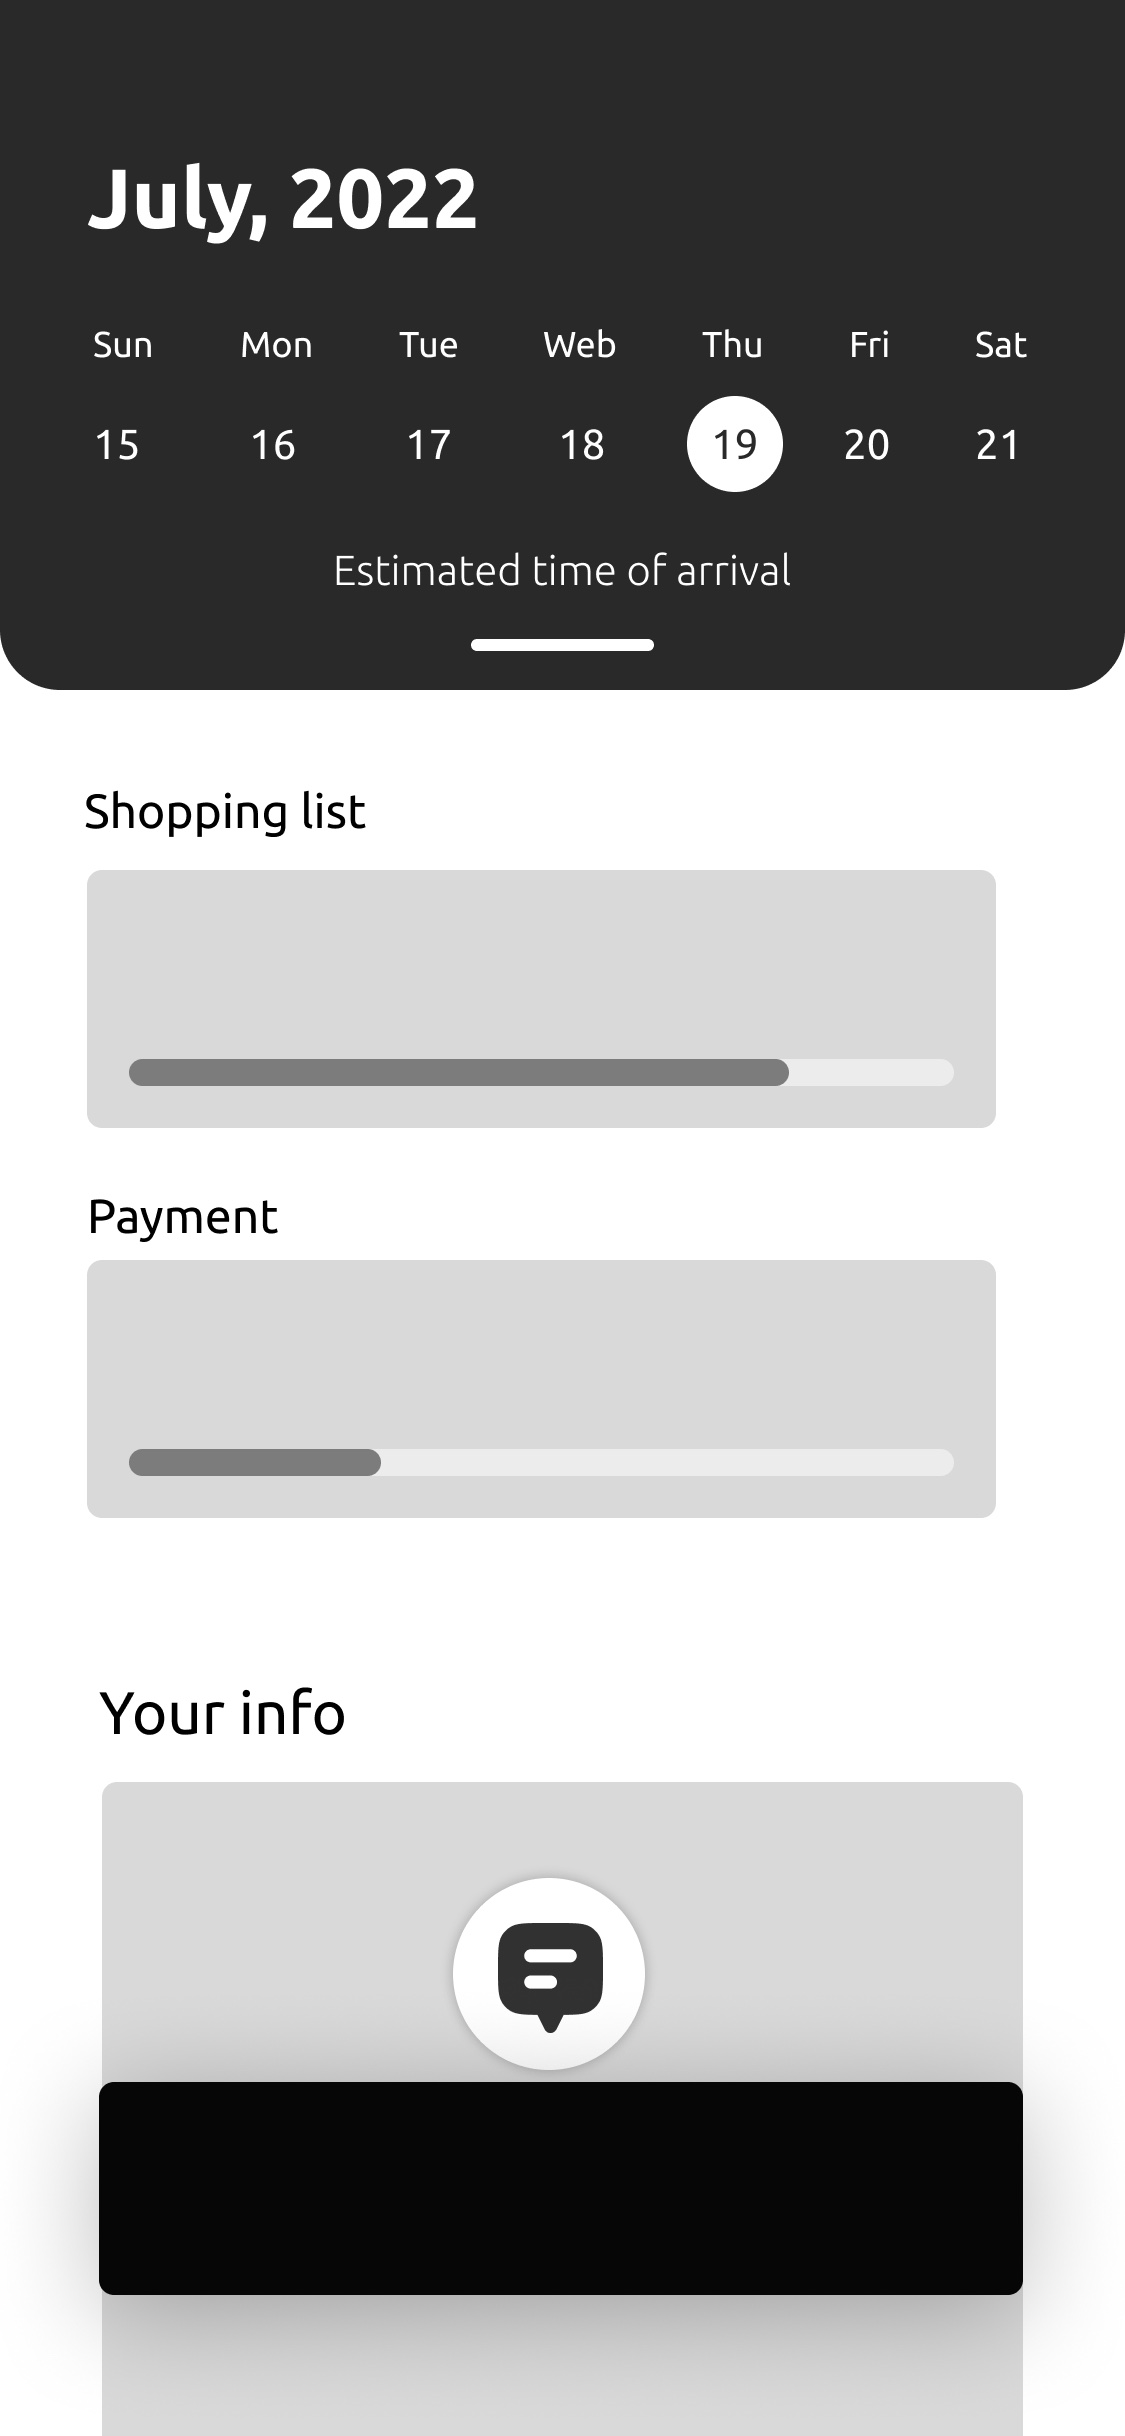 July, 2022
Sun Mon Tue Web Thu Fri Sat
15 16 17 18 19 20 21
Estimated time of arrival
Shopping list
Payment
Your info